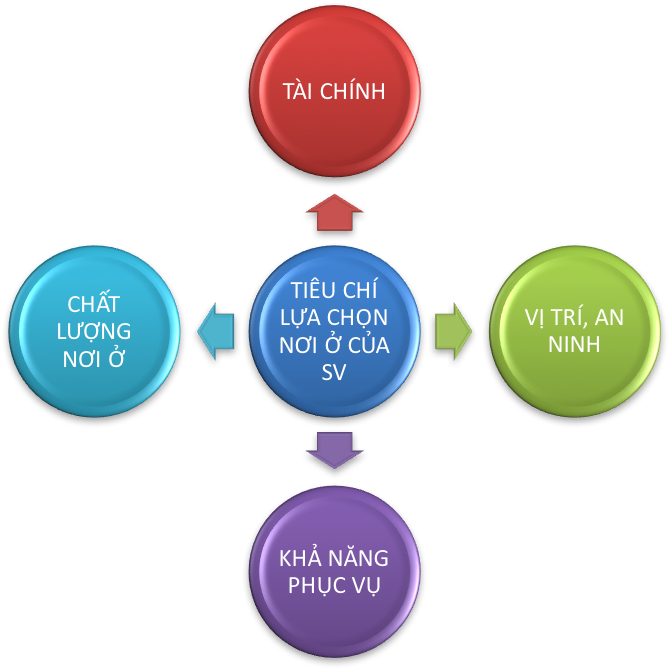 TÀI CHÍNH
CHẤT
LƯỢNG
NƠI Ở
TIÊU CHÍ
LỰA CHỌN
NƠI Ở CỦA
SV
VỊ TRÍ, AN
NINH
KHẢ NĂNG
PHỤC VỤ